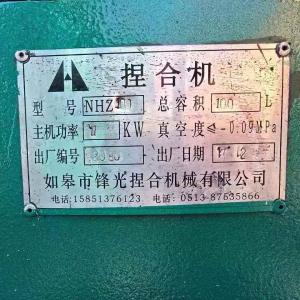 捏合机
型号 NHZ 总容积 100 L
主机功率 KW 真空度≮-0.09MPa
出厂编号 出厂日期
如皋市锋光捏合机械有限公司
电话:15851376123 电话:0513-87535866